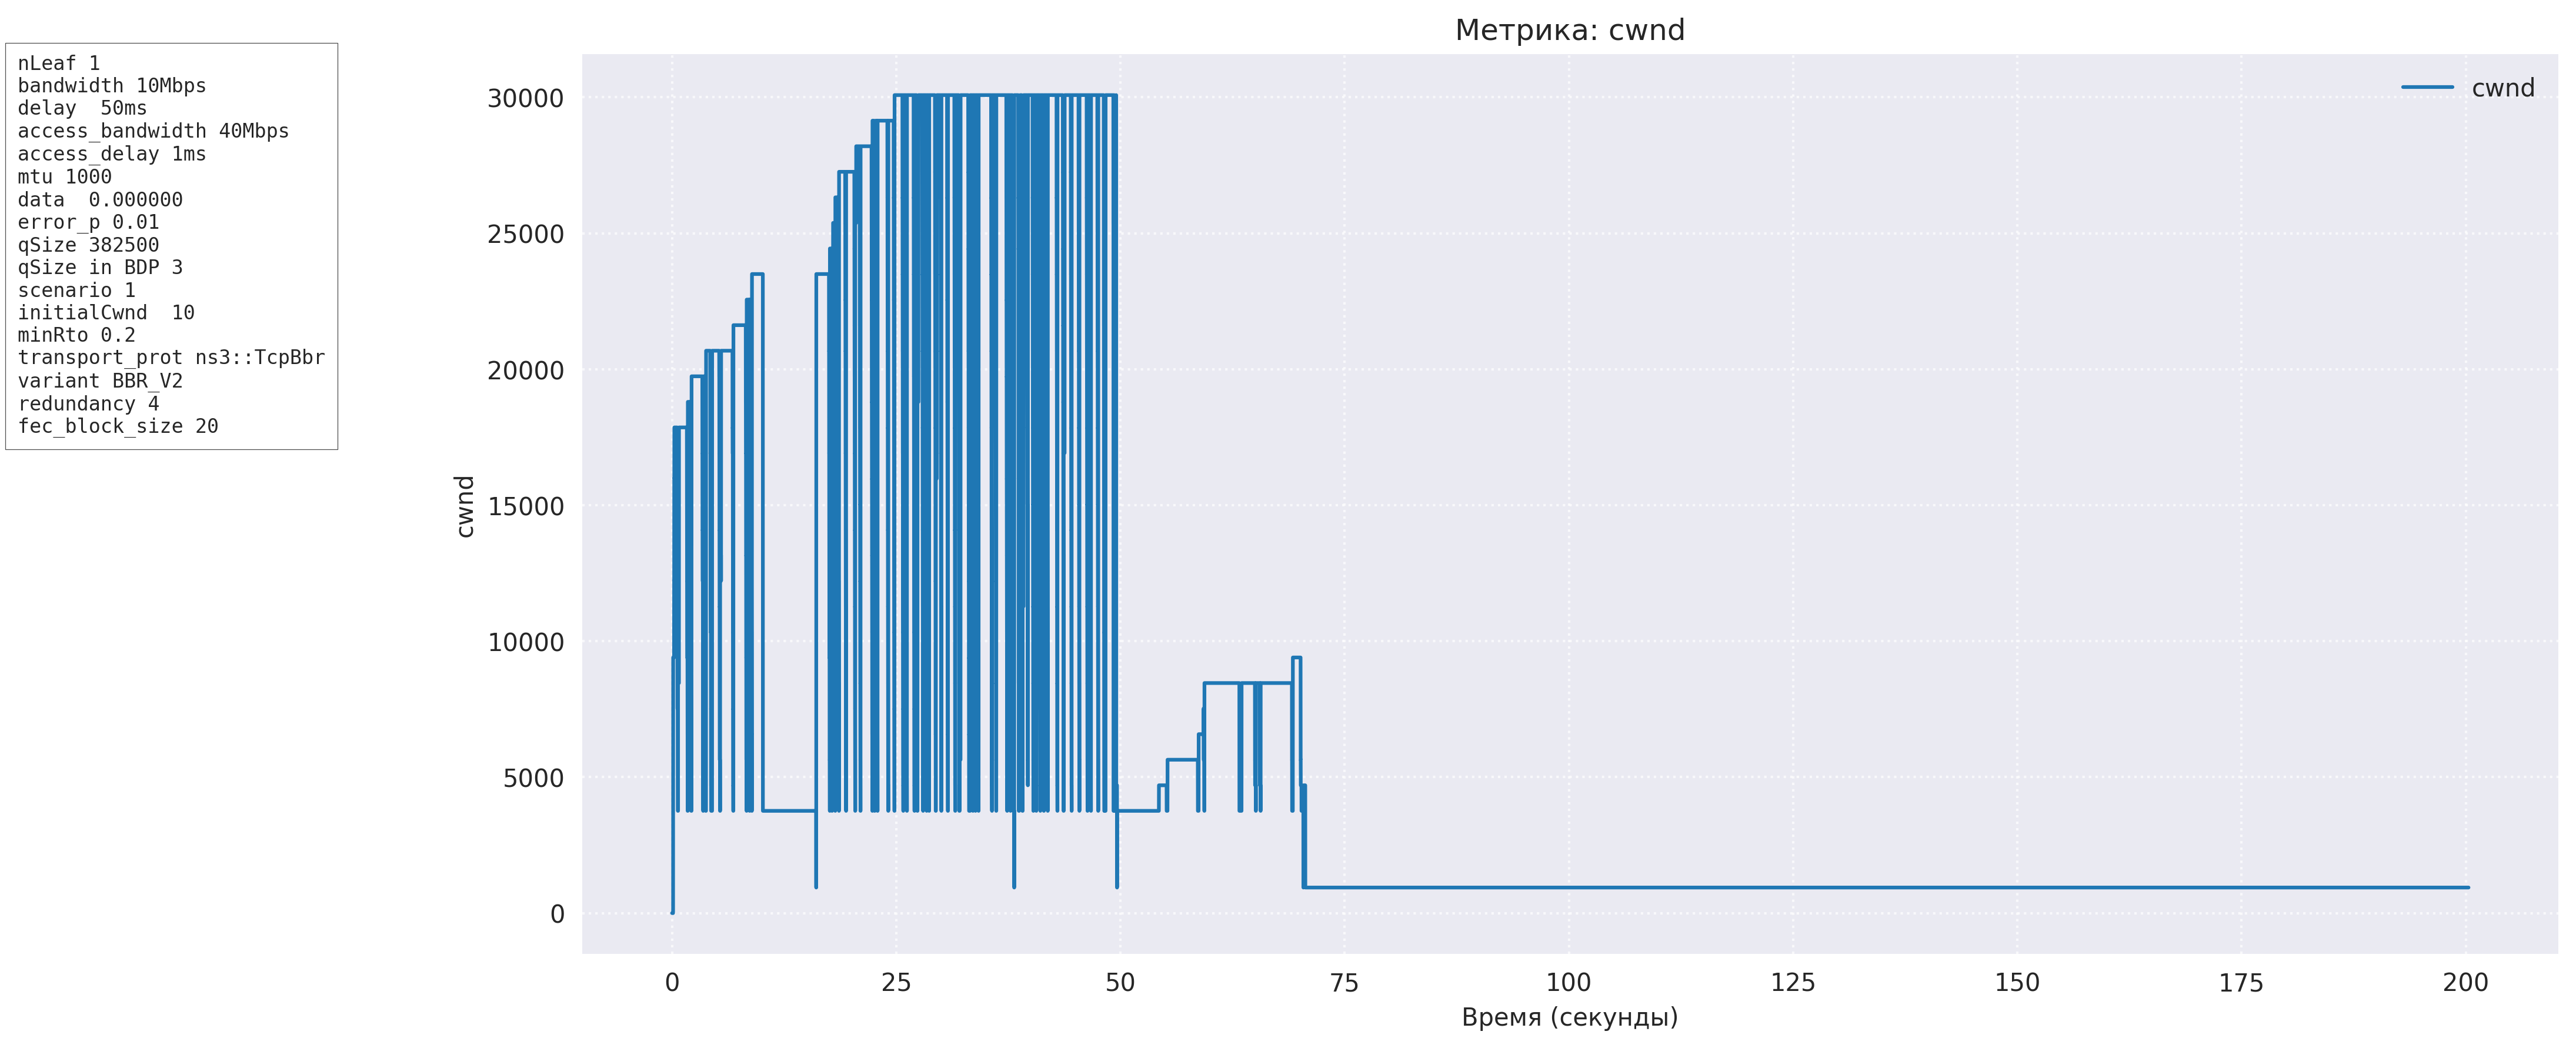 Метрика: cwnd
nLeaf 1
bandwidth 10Mbps
delay  50ms
access_bandwidth 40Mbps
access_delay 1ms
mtu 1000
data  0.000000
error_p 0.01
qSize 382500
qSize in BDP 3
scenario 1
initialCwnd  10
minRto 0.2
transport_prot ns3::TcpBbr
variant BBR_V2
redundancy 4
fec_block_size 20
cwnd
30000
25000
20000
15000
10000
5000
0
cwnd
0 25 50 75 100 125 150 175 200
Время (секунды)